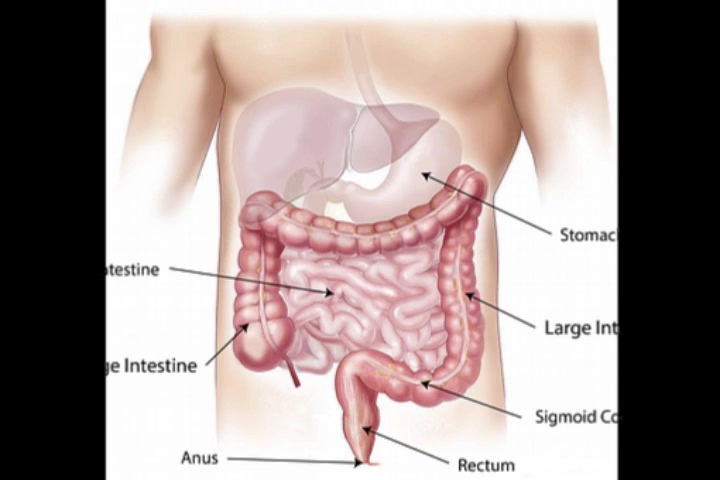 Stomac
ntestine
Large Int
ge Intestine
Sigmoid Co
Anus
Rectum